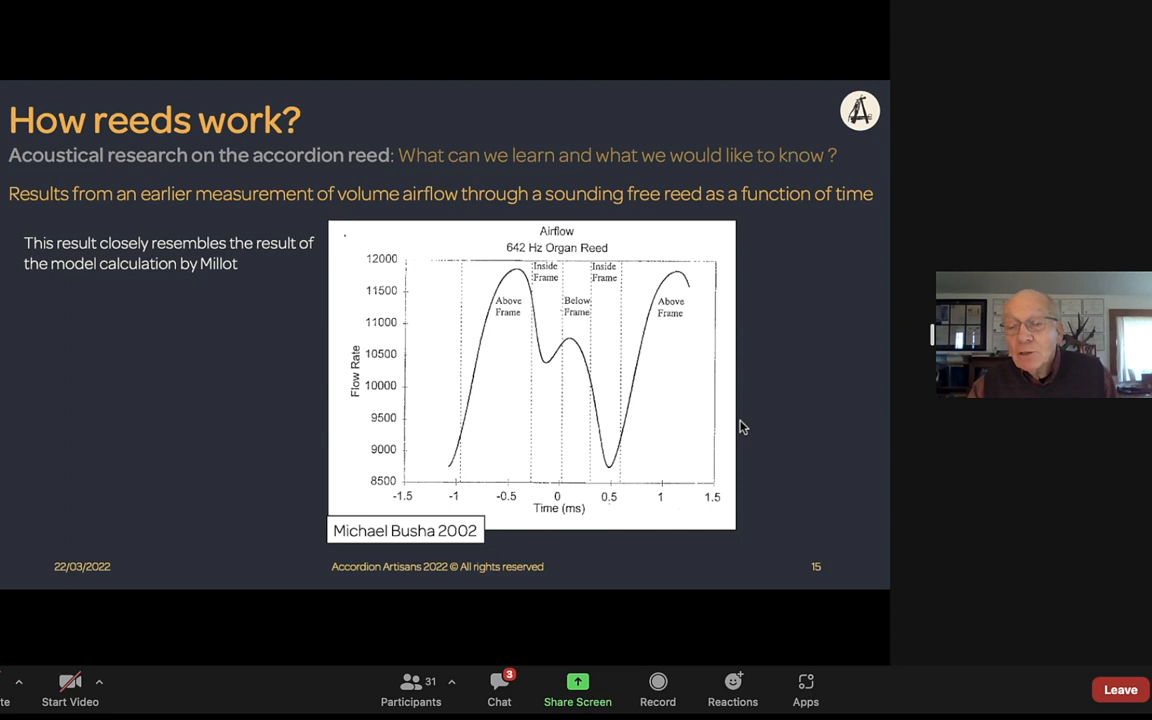 How reeds work?
Acoustical research on the accordion reed: What can we learn and what we would like to know ?
Results from an earlier measurement of volume airflow through a sounding free reed as a function of time
This result closely resembles the result of
the model calculation by Millot
Airflow
642 Hz Organ Reed
12000
11500
11000
10500
10000
9500
9000
8500
Flow Rate
Above
Frame
Inside
Frame
Below
Frame
Inside
Frame
Above
Frame
-1.5 -1 -0.5 0 0.5 1 1.5
Time (ms)
Michael Busha 2002
22/03/2022 Accordion Artisans 2022 © All rights reserved 15
te Start Video Participants 31 Chat 3 Share Screen Record Reactions Apps Leave